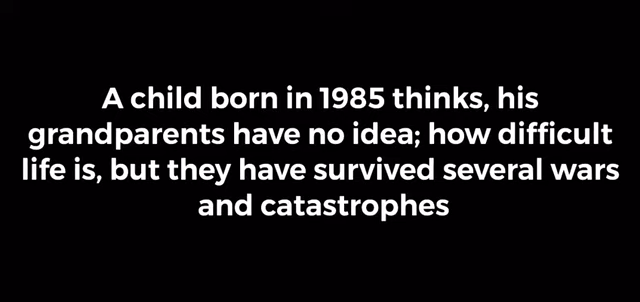 A child born in 1985 thinks, his
grandparents have no idea; how difficult
life is, but they have survived several wars
and catastrophes